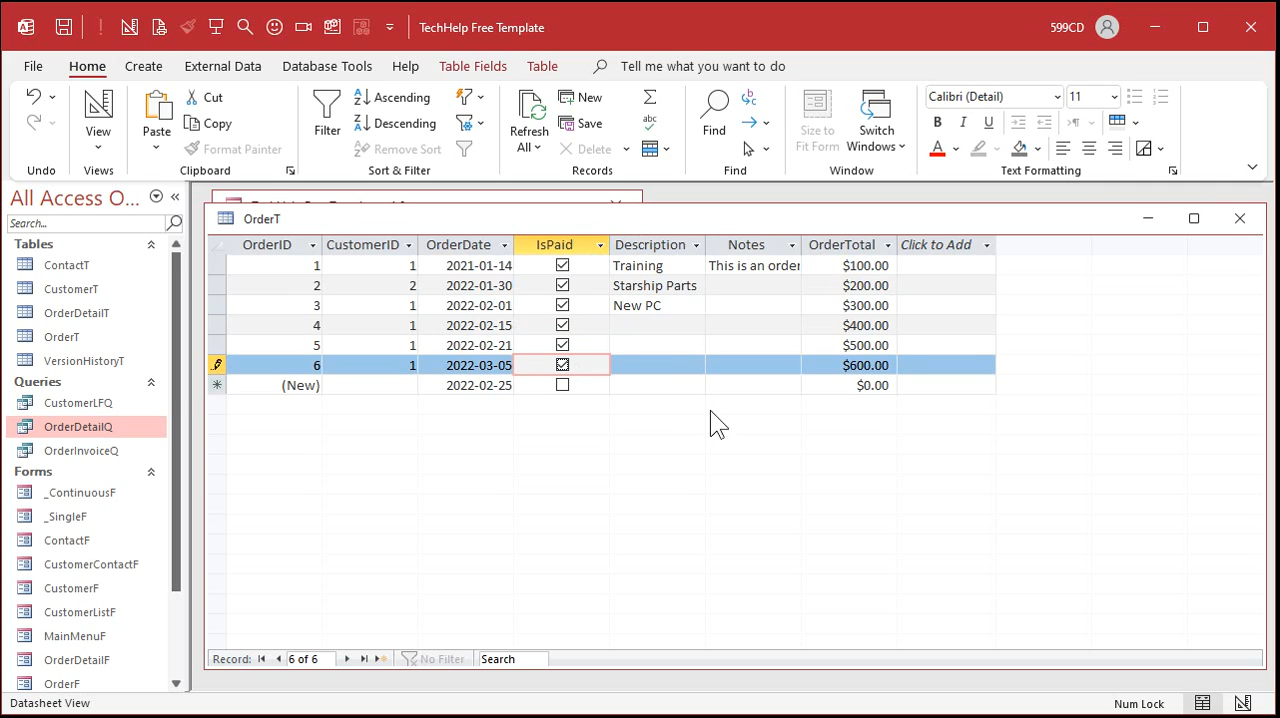 TechHelp Free Template
599CD
File Home Create External Data Database Tools Help Table Fields Table Tell me what you want to do
Undo
View
Views
Paste
Cut
Copy
Format Painter
Clipboard
Filter
Ascending
Descending
Remove Sort
Sort & Filter
Refresh All
New
Save
Delete
Records
Find
Find
Size to Fit Form
Switch Windows
Window
Calibri (Detail) 11
B I U
A
Text Formatting
All Access O...
Search...
Tables
ContactT
CustomerT
OrderDetailT
OrderT
VersionHistoryT
Queries
CustomerLFQ
OrderDetailQ
OrderInvoiceQ
Forms
_ContinuousF
_SingleF
ContactF
CustomerContactF
CustomerF
CustomerListF
MainMenuF
OrderDetailF
OrderF
OrderT
OrderID CustomerID OrderDate IsPaid Description Notes OrderTotal Click to Add
1 1 2021-01-14 Training This is an order $100.00
2 2 2022-01-30 Starship Parts $200.00
3 1 2022-02-01 New PC $300.00
4 1 2022-02-15 $400.00
5 1 2022-02-21 $500.00
6 1 2022-03-05 $600.00
(New) 2022-02-25 $0.00
Record: 6 of 6 No Filter Search
Datasheet View
Num Lock